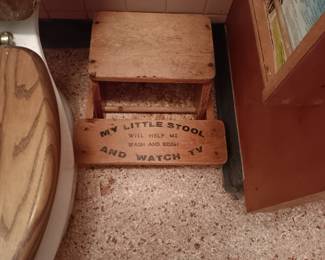 MY LITTLE STOOL
WILL HELP ME
WASH AND BRUSH
AND WATCH TV